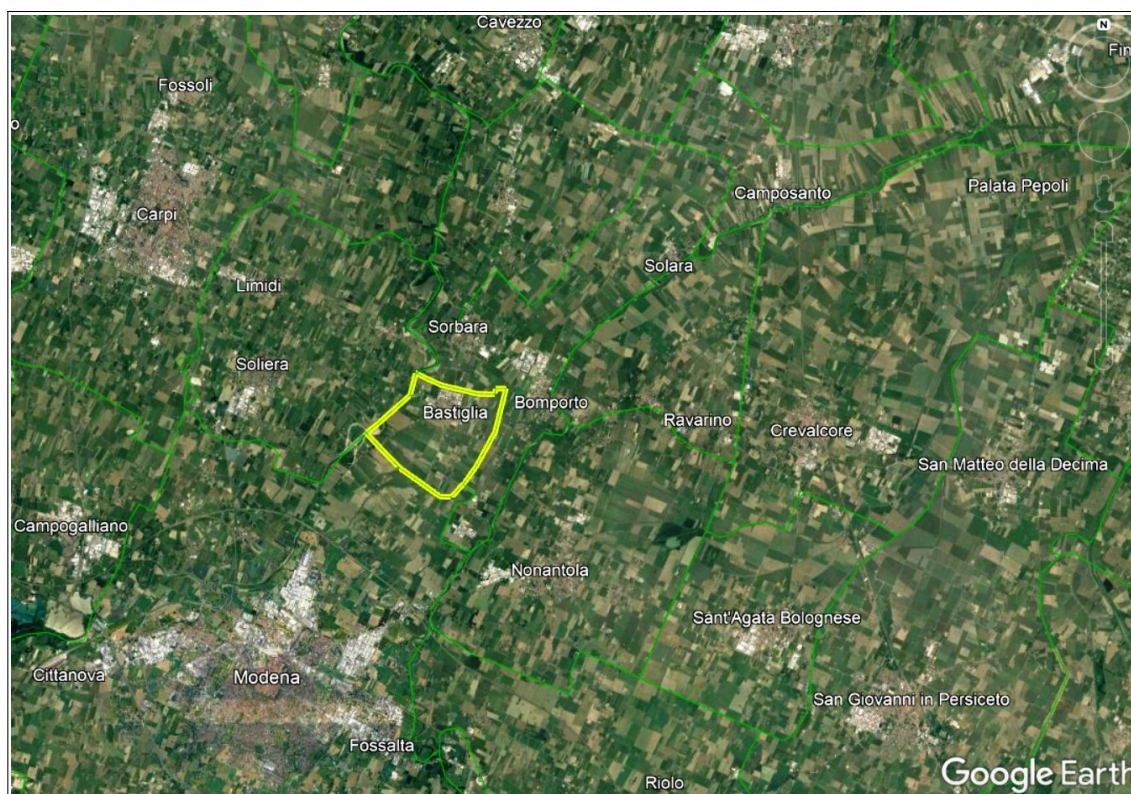 Cavezzo
N
Fin
Fossoli
o
Camposanto
Palata Pepoli
Carpi
Solara
Limidi
Sorbara
Soliera
Bastiglia
Bomporto
Ravarino
Crevalcore
San Matteo della Decima
Campogalliano
Nonantola
Sant'Agata Bolognese
Cittanova
Modena
San Giovanni in Persiceto
Fossalta
Riolo
Google Earth